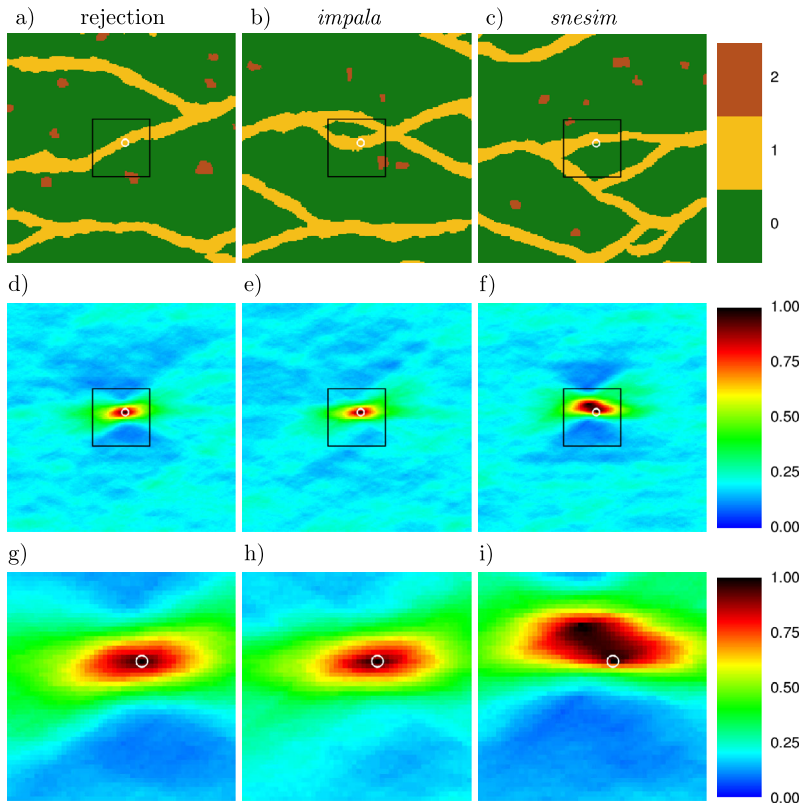 a) rejection
b) impala
c) snesim
2
1
0
d)
e)
f)
1.00
0.75
0.50
0.25
0.00
g)
h)
i)
1.00
0.75
0.50
0.25
0.00